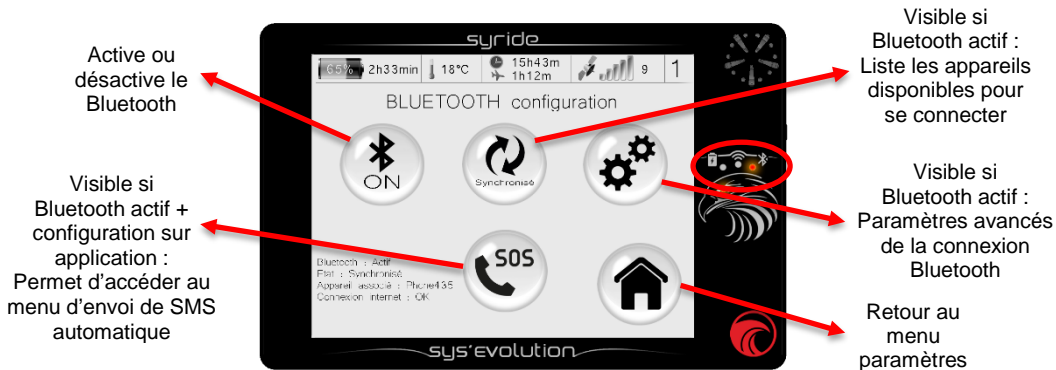 Active ou
désactive le
Bluetooth
Visible si
Bluetooth actif +
configuration sur
application :
Permet d'accéder au
menu d'envoi de SMS
automatique
syride
65% 2h33min 18°C 15h43m 1h12m 9 1
BLUETOOTH configuration
ON
Synchronisé
SOS
Bluetooth : Actif
Etat : Synchronisé
Appareil associé : Phone435
Connexion internet : OK
sys'evolution
Visible si
Bluetooth actif :
Liste les appareils
disponibles pour
se connecter
Visible si
Bluetooth actif :
Paramètres avancés
de la connexion
Bluetooth
Retour au
menu
paramètres